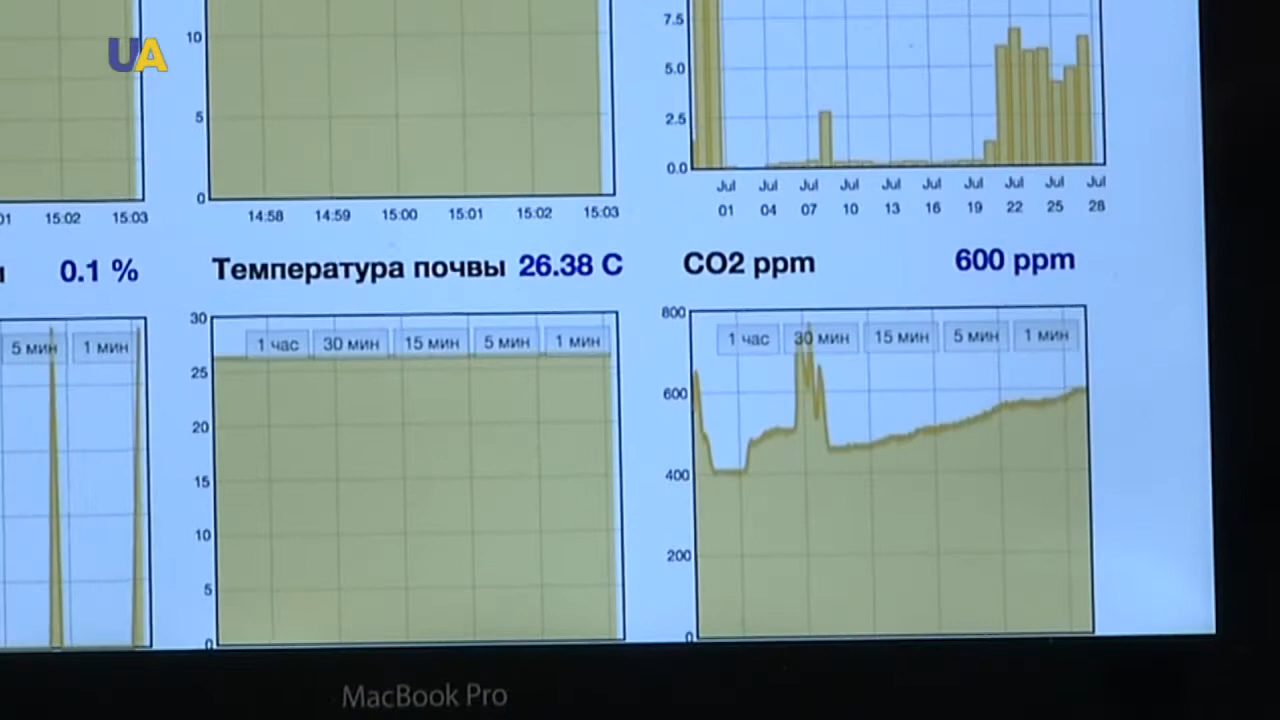 UA
10
5
0
15:02 15:03
14:58 14:59 15:00 15:01 15:02 15:03
7.5
5.0
2.5
0.0
Jul Jul Jul Jul Jul Jul Jul Jul Jul Jul
01 04 07 10 13 16 19 22 25 28
0.1 %
Температура почвы 26.38 C
CO2 ppm 600 ppm
5 мин 1 мин
30
25
20
15
10
5
0
1 час 30 мин 15 мин 5 мин 1 мин
800
600
400
200
0
1 час 30 мин 15 мин 5 мин 1 мин
MacBook Pro